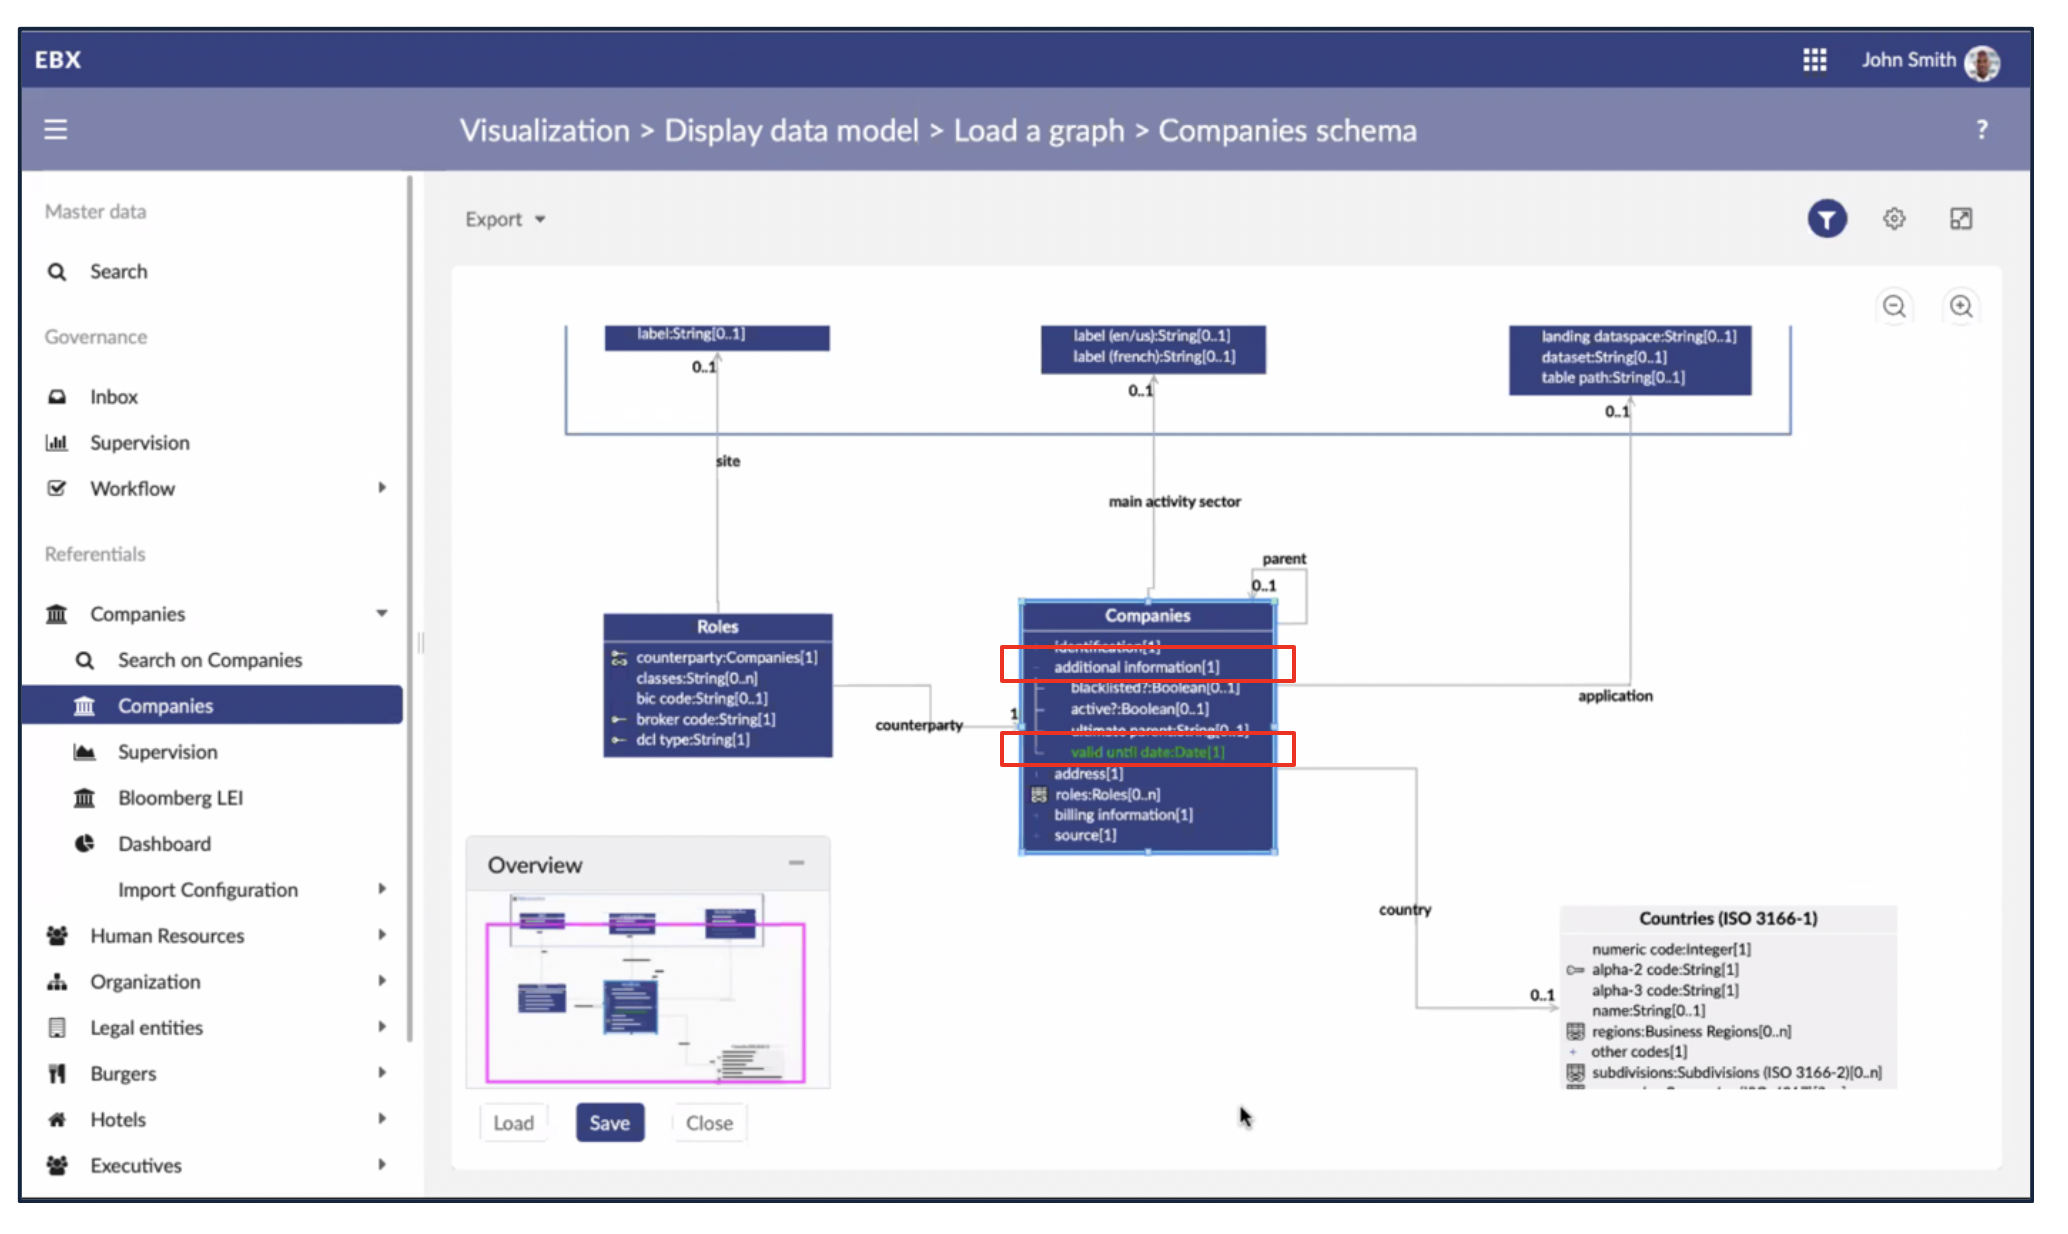 EBX
John Smith
Visualization > Display data model > Load a graph > Companies schema
?
Master data
Search
Governance
Inbox
Supervision
Workflow
Referentials
Companies
Search on Companies
Companies
Supervision
Bloomberg LEI
Dashboard
Import Configuration
Human Resources
Organization
Legal entities
Burgers
Hotels
Executives
Export
label:String[0..1]
0..1
label (en/us):String[0..1]
label (french):String[0..1]
0..1
landing dataspace:String[0..1]
dataset:String[0..1]
table path:String[0..1]
0..1
site
main activity sector
parent
0..1
Roles
counterparty:Companies[1]
classes:String[0..n]
bic code:String[0..1]
broker code:String[1]
dcl type:String[1]
counterparty
1
Companies
identification[1]
additional information[1]
blacklisted?:Boolean[0..1]
active?:Boolean[0..1]
ultimate parent:String[0..1]
valid until date:Date[1]
address[1]
roles:Roles[0..n]
billing information[1]
source[1]
application
country
0..1
Countries (ISO 3166-1)
numeric code:Integer[1]
alpha-2 code:String[1]
alpha-3 code:String[1]
name:String[0..1]
regions:Business Regions[0..n]
other codes[1]
subdivisions:Subdivisions (ISO 3166-2)[0..n]
Overview
Load
Save
Close